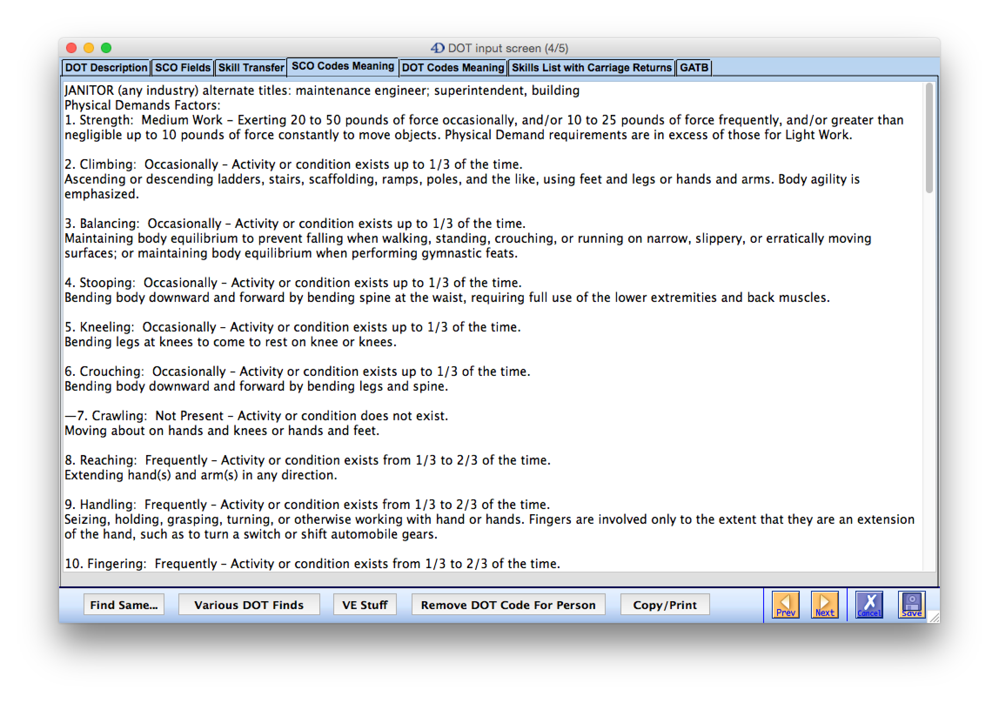 4D DOT input screen (4/5)
DOT Description SCO Fields Skill Transfer SCO Codes Meaning DOT Codes Meaning Skills List with Carriage Returns GATB
JANITOR (any industry) alternate titles: maintenance engineer; superintendent, building
Physical Demands Factors:
1. Strength:  Medium Work – Exerting 20 to 50 pounds of force occasionally, and/or 10 to 25 pounds of force frequently, and/or greater than
negligible up to 10 pounds of force constantly to move objects. Physical Demand requirements are in excess of those for Light Work.
2. Climbing:  Occasionally – Activity or condition exists up to 1/3 of the time.
Ascending or descending ladders, stairs, scaffolding, ramps, poles, and the like, using feet and legs or hands and arms. Body agility is
emphasized.
3. Balancing:  Occasionally – Activity or condition exists up to 1/3 of the time.
Maintaining body equilibrium to prevent falling when walking, standing, crouching, or running on narrow, slippery, or erratically moving
surfaces; or maintaining body equilibrium when performing gymnastic feats.
4. Stooping:  Occasionally – Activity or condition exists up to 1/3 of the time.
Bending body downward and forward by bending spine at the waist, requiring full use of the lower extremities and back muscles.
5. Kneeling:  Occasionally – Activity or condition exists up to 1/3 of the time.
Bending legs at knees to come to rest on knee or knees.
6. Crouching:  Occasionally – Activity or condition exists up to 1/3 of the time.
Bending body downward and forward by bending legs and spine.
—7. Crawling:  Not Present – Activity or condition does not exist.
Moving about on hands and knees or hands and feet.
8. Reaching:  Frequently – Activity or condition exists from 1/3 to 2/3 of the time.
Extending hand(s) and arm(s) in any direction.
9. Handling:  Frequently – Activity or condition exists from 1/3 to 2/3 of the time.
Seizing, holding, grasping, turning, or otherwise working with hand or hands. Fingers are involved only to the extent that they are an extension
of the hand, such as to turn a switch or shift automobile gears.
10. Fingering:  Frequently – Activity or condition exists from 1/3 to 2/3 of the time.
Find Same... Various DOT Finds VE Stuff Remove DOT Code For Person Copy/Print Prev Next Cancel Save